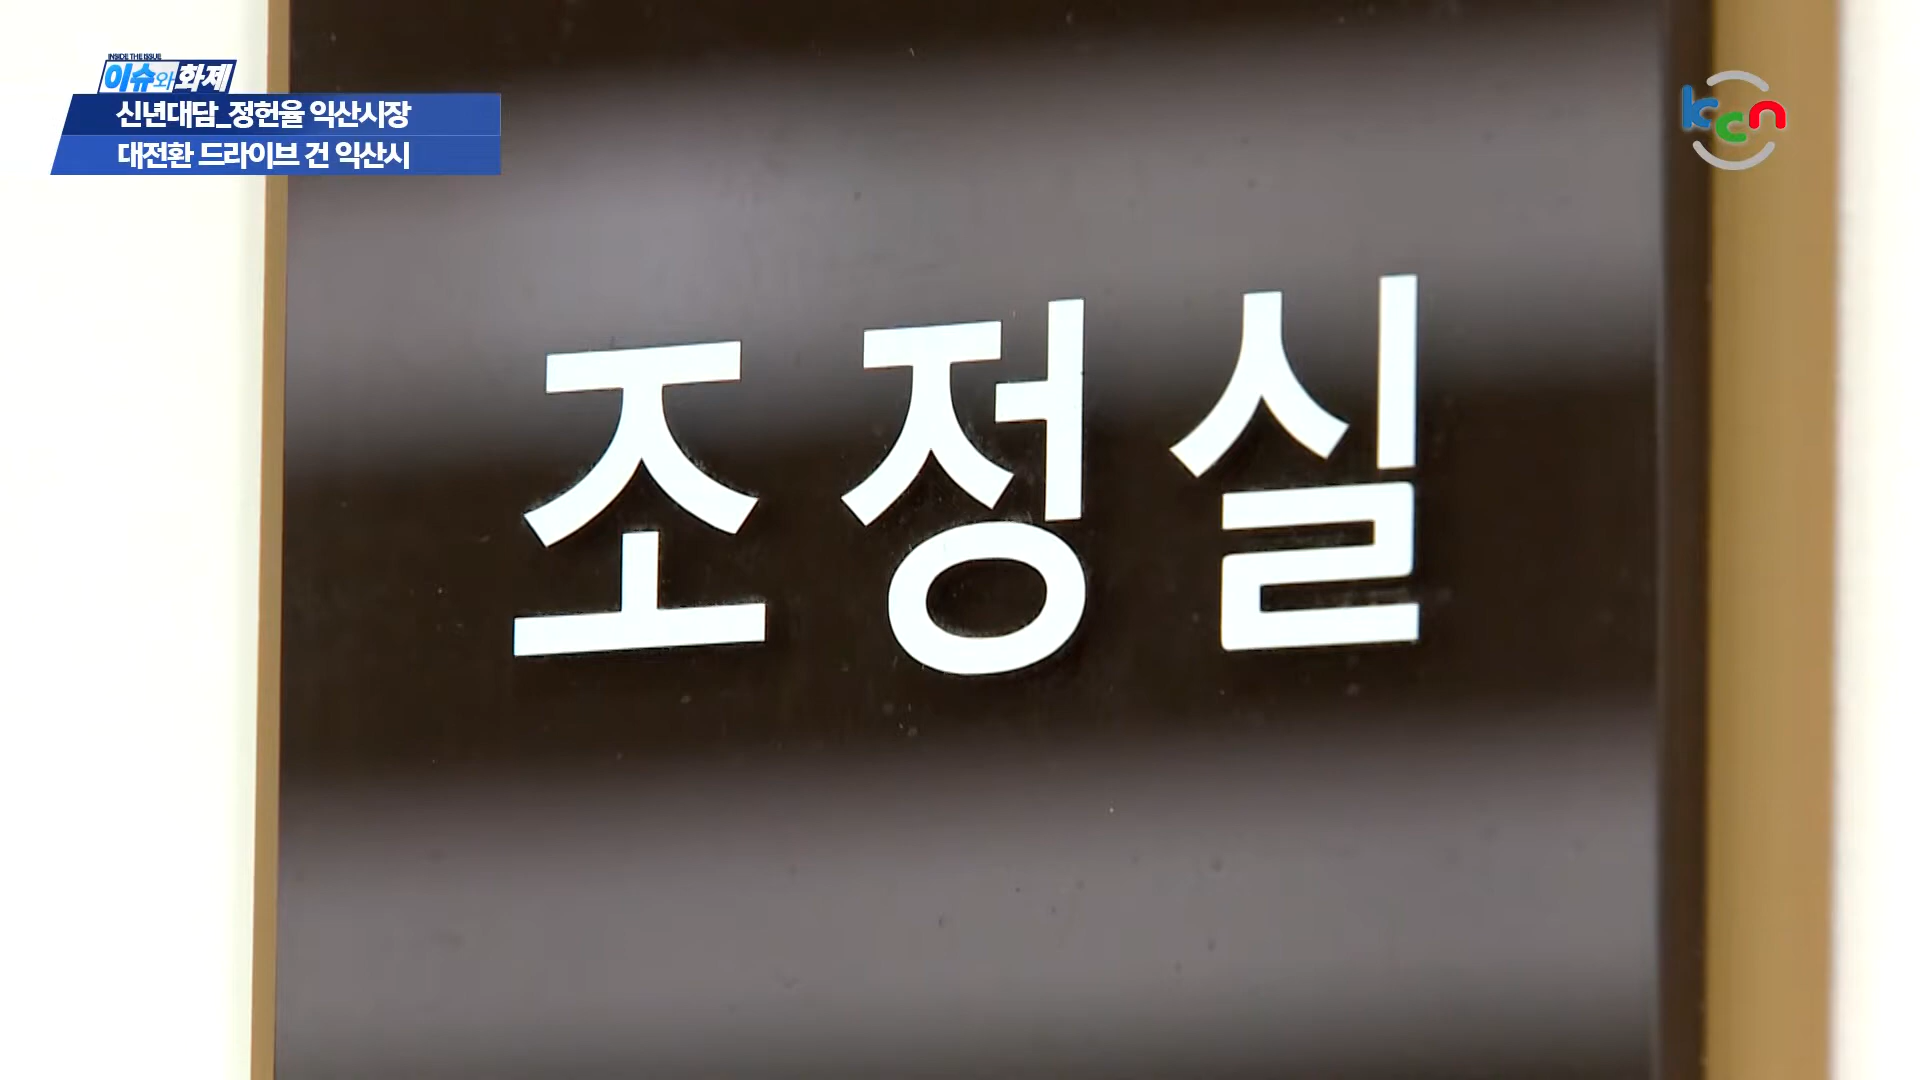 INSIDE THE ISSUE
이슈와 화제
신년대담_정헌율 익산시장
대전환 드라이브 건 익산시
kcn
조정실